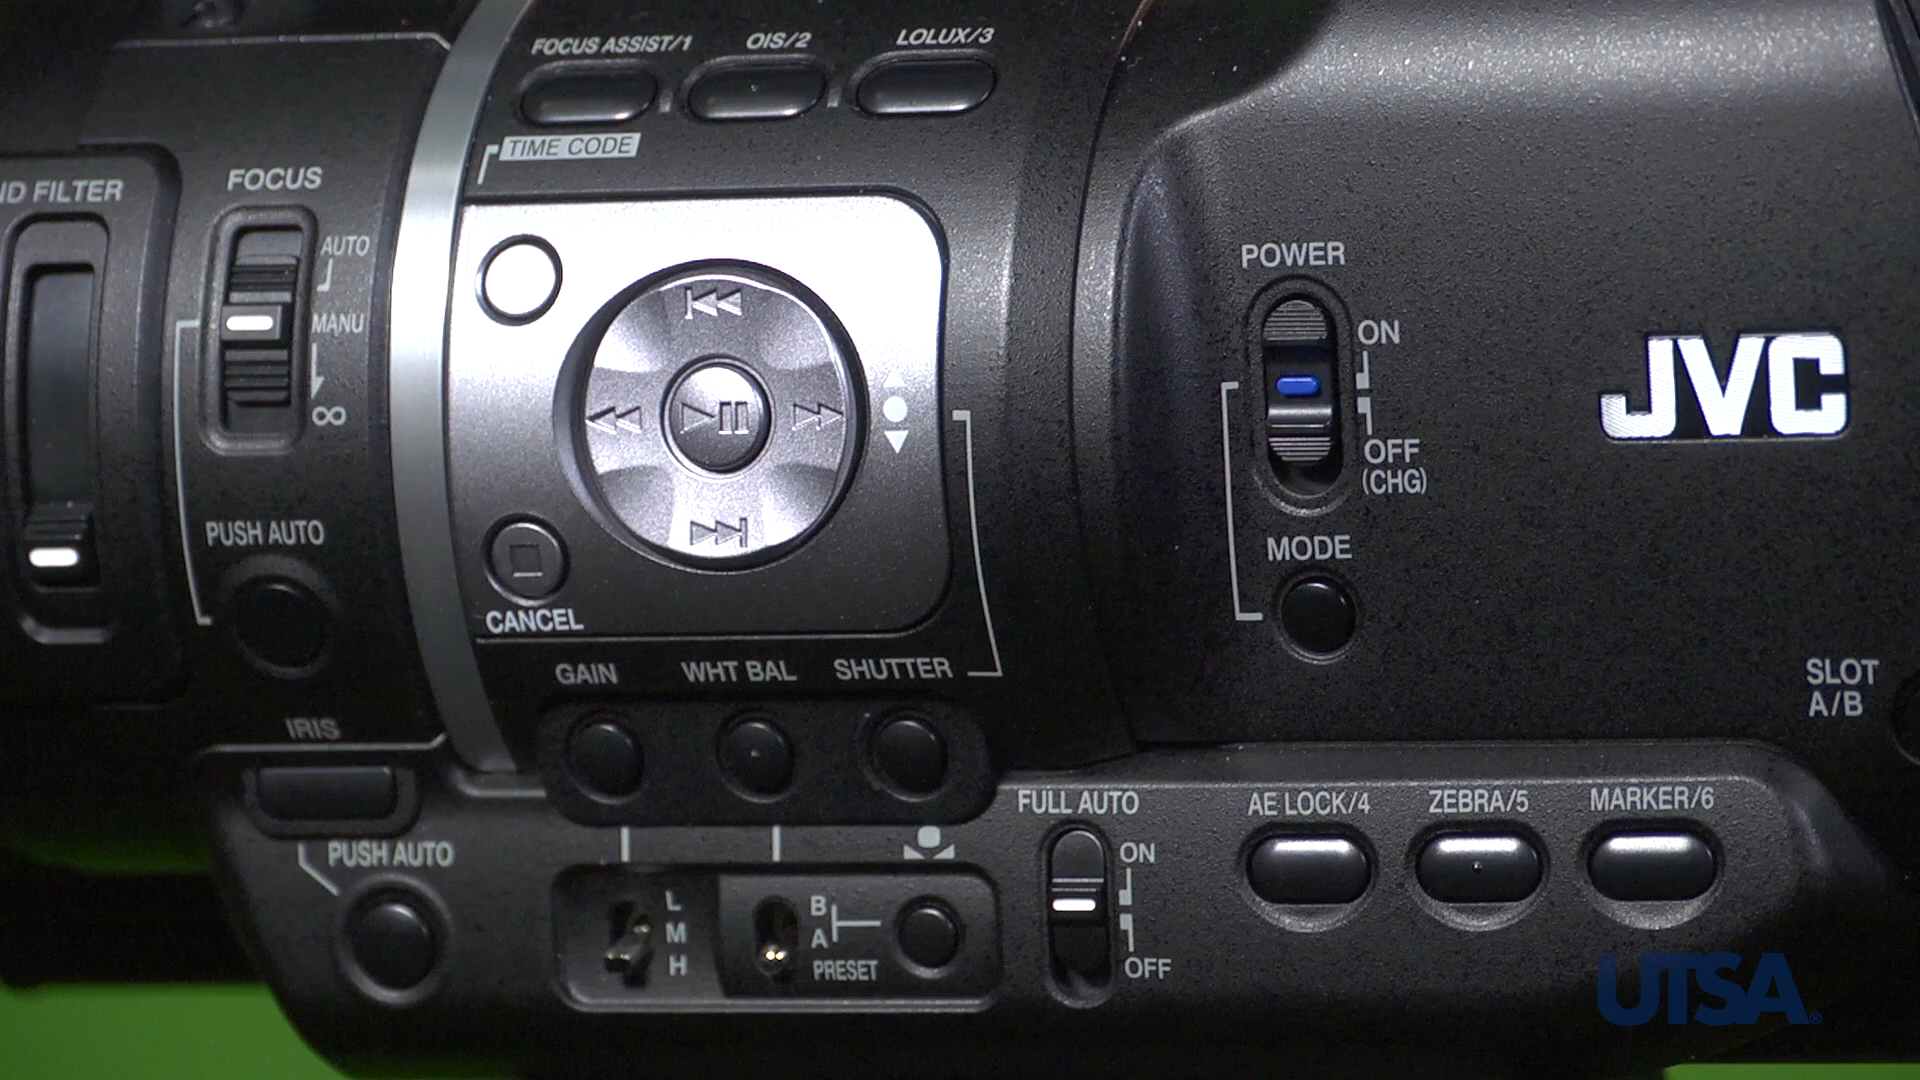 FOCUS ASSIST/1
OIS/2
LOLUX/3
TIME CODE
ND FILTER
FOCUS
AUTO
MANU
∞
PUSH AUTO
CANCEL
GAIN
WHT BAL
SHUTTER
POWER
ON
OFF
(CHG)
MODE
JVC
SLOT
A/B
IRIS
PUSH AUTO
L
M
H
B
A
PRESET
FULL AUTO
ON
OFF
AE LOCK/4
ZEBRA/5
MARKER/6
UTSA®